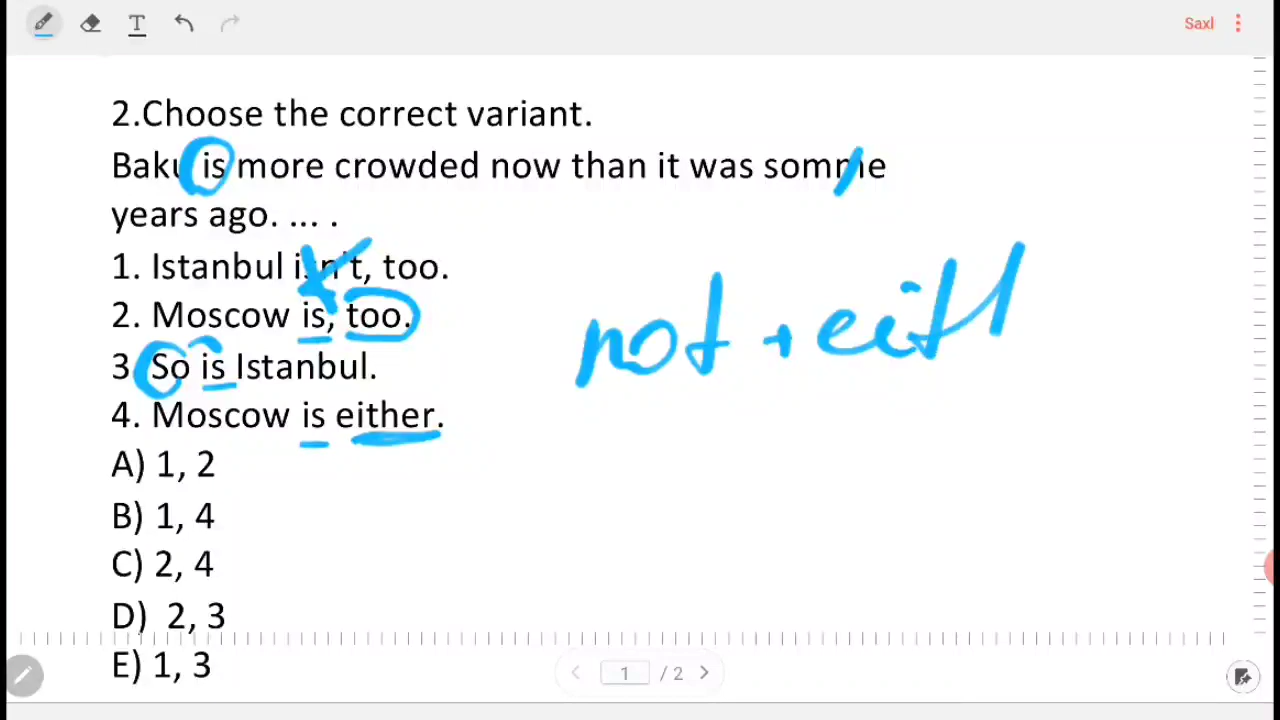 Saxl
2.Choose the correct variant.
Baku is more crowded now than it was somme
years ago. ... .
1. Istanbul isn't, too.
2. Moscow is, too.
3. So is Istanbul.
4. Moscow is either.
not + eith
A) 1, 2
B) 1, 4
C) 2, 4
D) 2, 3
E) 1, 3
1 / 2